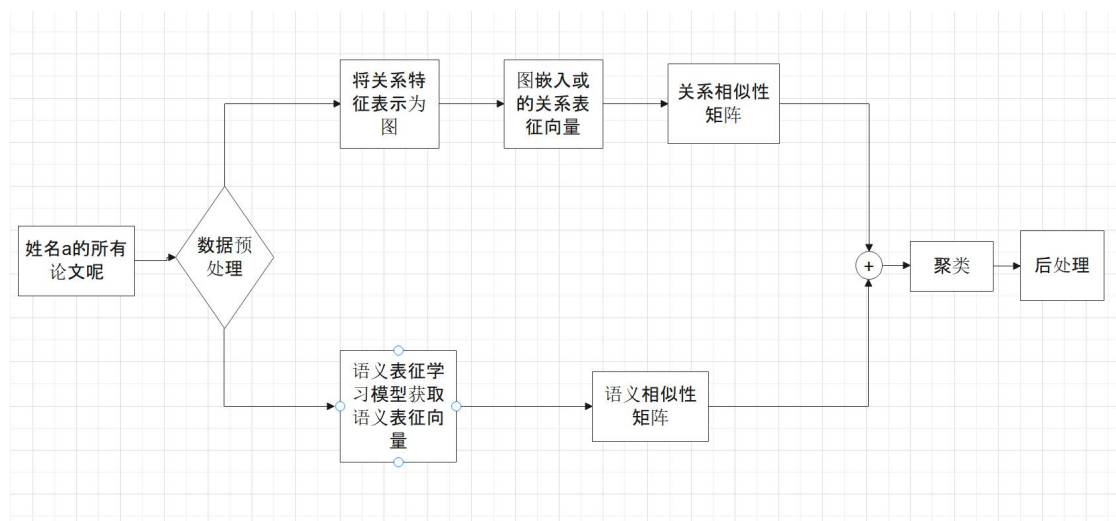 将关系特
征表示为
图
图嵌入或
的关系表
征向量
关系相似性
矩阵
姓名a的所有
论文呢
数据预
处理
+
聚类
后处理
语义表征学
习模型获取
语义表征向
量
语义相似性
矩阵